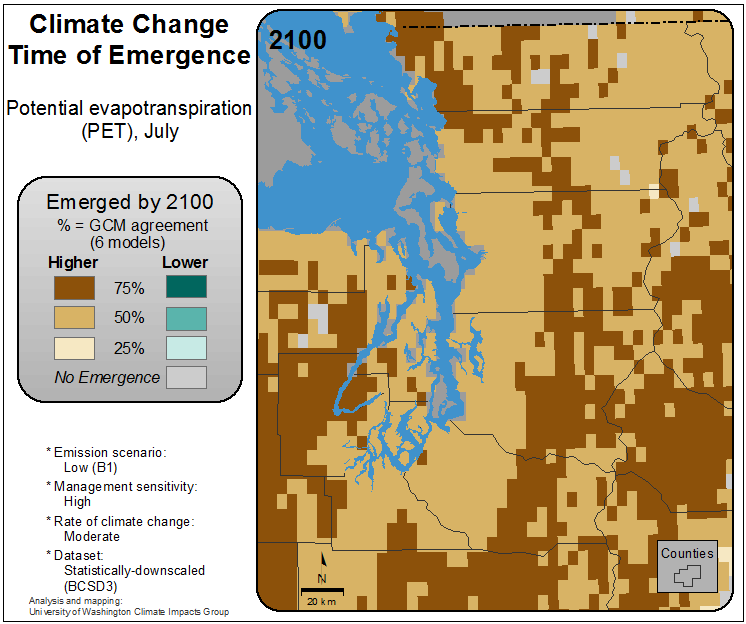 Climate Change
Time of Emergence
Potential evapotranspiration
(PET), July
Emerged by 2100
% = GCM agreement
(6 models)
Higher Lower
75%
50%
25%
No Emergence
* Emission scenario:
Low (B1)
* Management sensitivity:
High
* Rate of climate change:
Moderate
* Dataset:
Statistically-downscaled
(BCSD3)
Analysis and mapping:
University of Washington Climate Impacts Group
2100
N
20 km
Counties